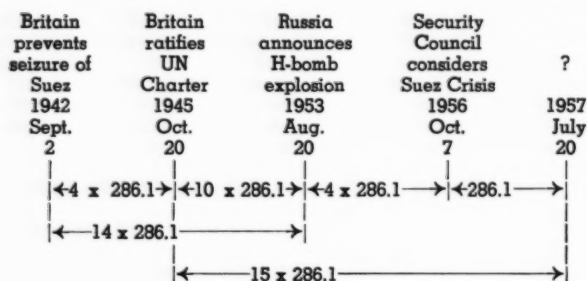 Britain Britain Russia Security
prevents ratifies announces Council
seizure of UN H-bomb considers ?
Suez Charter explosion Suez Crisis
1942 1945 1953 1956 1957
Sept. Oct. Aug. Oct. July
2 20 20 7 20
4 x 286.1 10 x 286.1 4 x 286.1 286.1
14 x 286.1
15 x 286.1